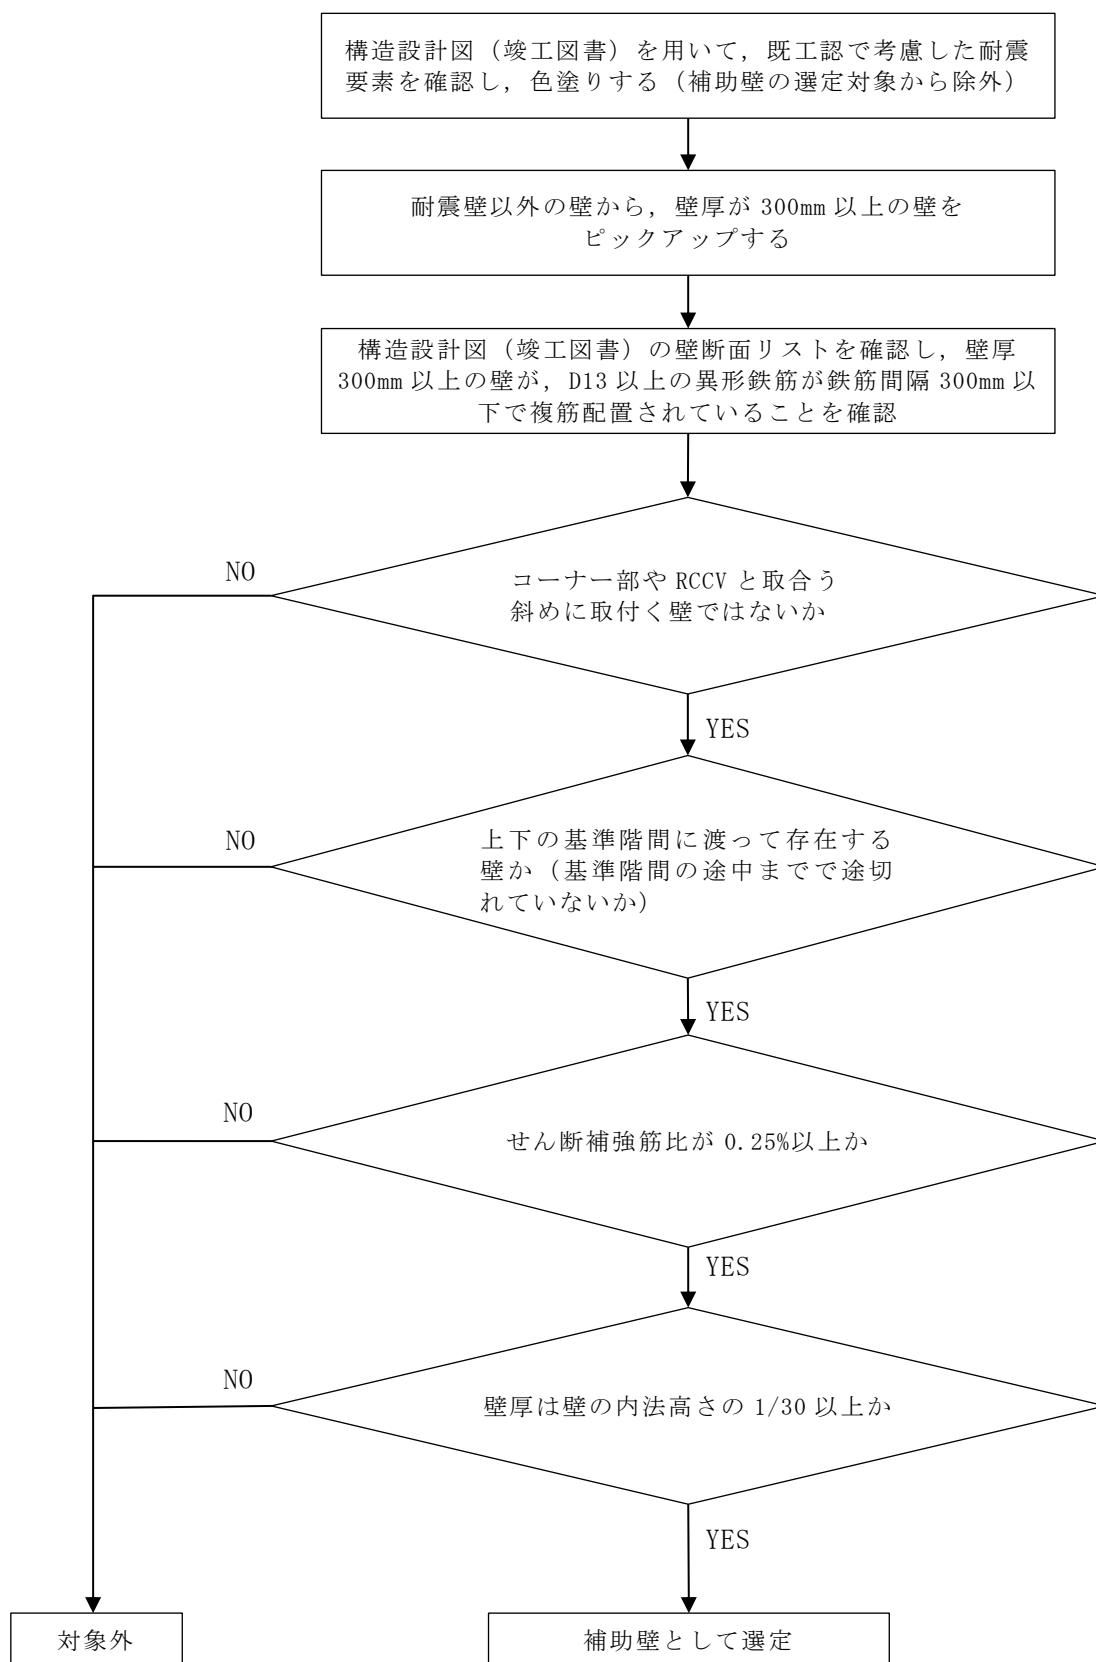 構造設計図（竣工図書）を用いて，既工認で考慮した耐震
要素を確認し，色塗りする（補助壁の選定対象から除外）
耐震壁以外の壁から，壁厚が 300mm 以上の壁を
ピックアップする
構造設計図（竣工図書）の壁断面リストを確認し，壁厚
300mm 以上の壁が，D13 以上の異形鉄筋が鉄筋間隔 300mm 以
下で複筋配置されていることを確認
NO
コーナー部や RCCV と取合う
斜めに取付く壁ではないか
YES
NO
上下の基準階間に渡って存在する
壁か（基準階間の途中までで途切
れていないか）
YES
NO
せん断補強筋比が 0.25%以上か
YES
NO
壁厚は壁の内法高さの 1/30 以上か
YES
対象外
補助壁として選定